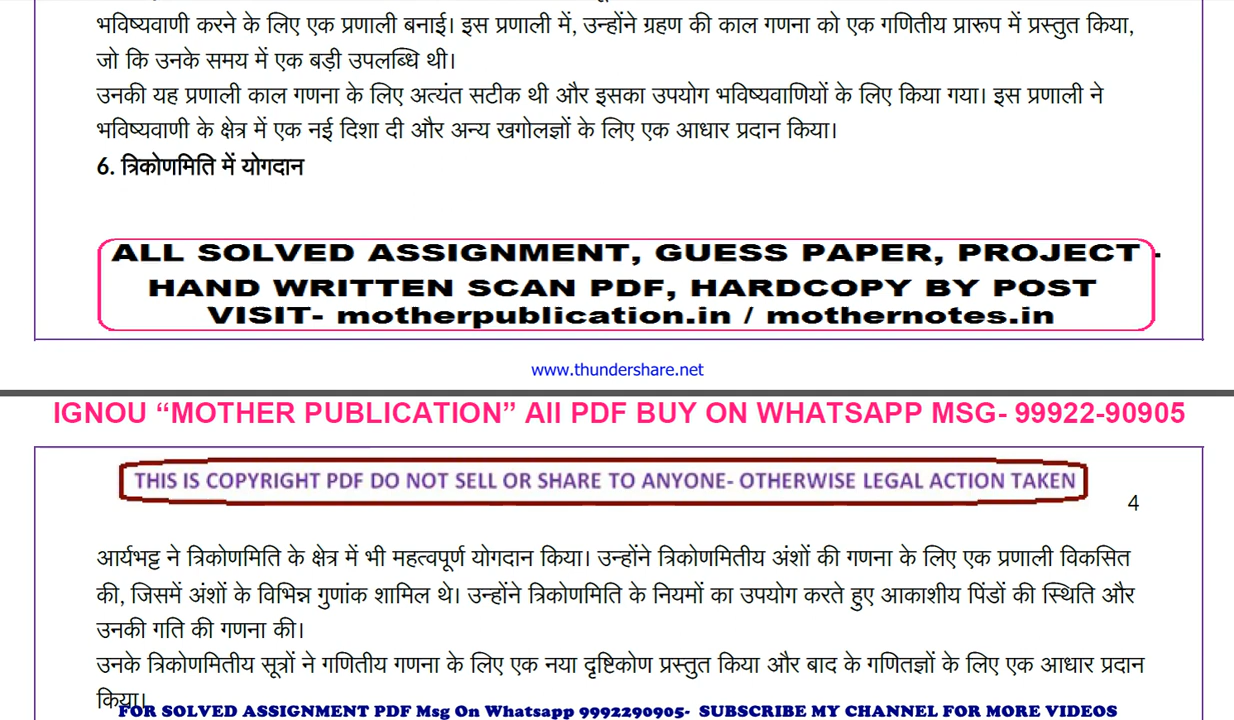 भविष्यवाणी करने के लिए एक प्रणाली बनाई। इस प्रणाली में, उन्होंने ग्रहण की काल गणना को एक गणितीय प्रारूप में प्रस्तुत किया,
जो कि उनके समय में एक बड़ी उपलब्धि थी।
उनकी यह प्रणाली काल गणना के लिए अत्यंत सटीक थी और इसका उपयोग भविष्यवाणियों के लिए किया गया। इस प्रणाली ने
भविष्यवाणी के क्षेत्र में एक नई दिशा दी और अन्य खगोलज्ञों के लिए एक आधार प्रदान किया।
6. त्रिकोणमिति में योगदान
ALL SOLVED ASSIGNMENT, GUESS PAPER, PROJECT -
HAND WRITTEN SCAN PDF, HARDCOPY BY POST
VISIT- motherpublication.in / mothernotes.in
www.thundershare.net
IGNOU “MOTHER PUBLICATION” All PDF BUY ON WHATSAPP MSG- 99922-90905
THIS IS COPYRIGHT PDF DO NOT SELL OR SHARE TO ANYONE- OTHERWISE LEGAL ACTION TAKEN
4
आर्यभट्ट ने त्रिकोणमिति के क्षेत्र में भी महत्वपूर्ण योगदान किया। उन्होंने त्रिकोणमितीय अंशों की गणना के लिए एक प्रणाली विकसित
की, जिसमें अंशों के विभिन्न गुणांक शामिल थे। उन्होंने त्रिकोणमिति के नियमों का उपयोग करते हुए आकाशीय पिंडों की स्थिति और
उनकी गति की गणना की।
उनके त्रिकोणमितीय सूत्रों ने गणितीय गणना के लिए एक नया दृष्टिकोण प्रस्तुत किया और बाद के गणितज्ञों के लिए एक आधार प्रदान
किया।
FOR SOLVED ASSIGNMENT PDF Msg On Whatsapp 9992290905- SUBSCRIBE MY CHANNEL FOR MORE VIDEOS